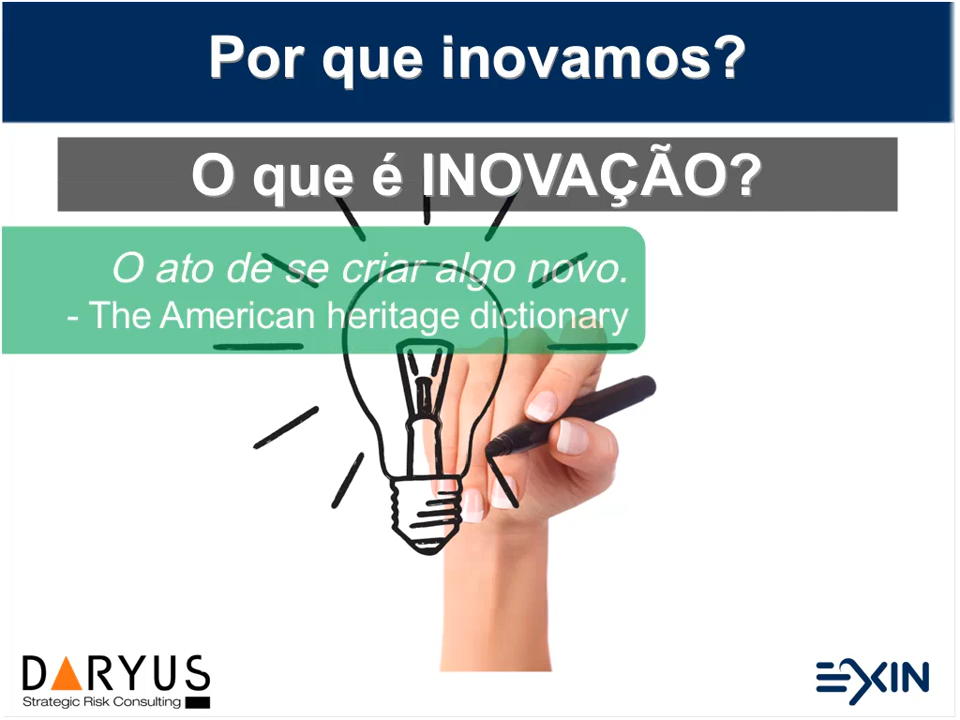 Por que inovamos?
O que é INOVAÇÃO?
O ato de se criar algo novo.
- The American heritage dictionary
DARYUS
Strategic Risk Consulting
EXIN